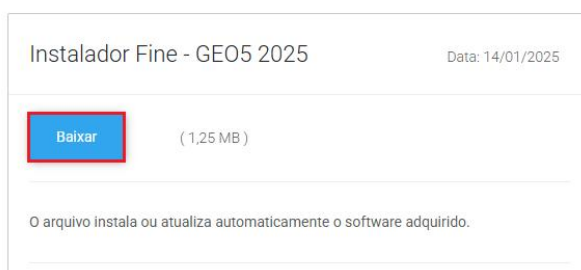 Instalador Fine - GEO5 2025 Data: 14/01/2025
Baixar ( 1,25 MB )
O arquivo instala ou atualiza automaticamente o software adquirido.